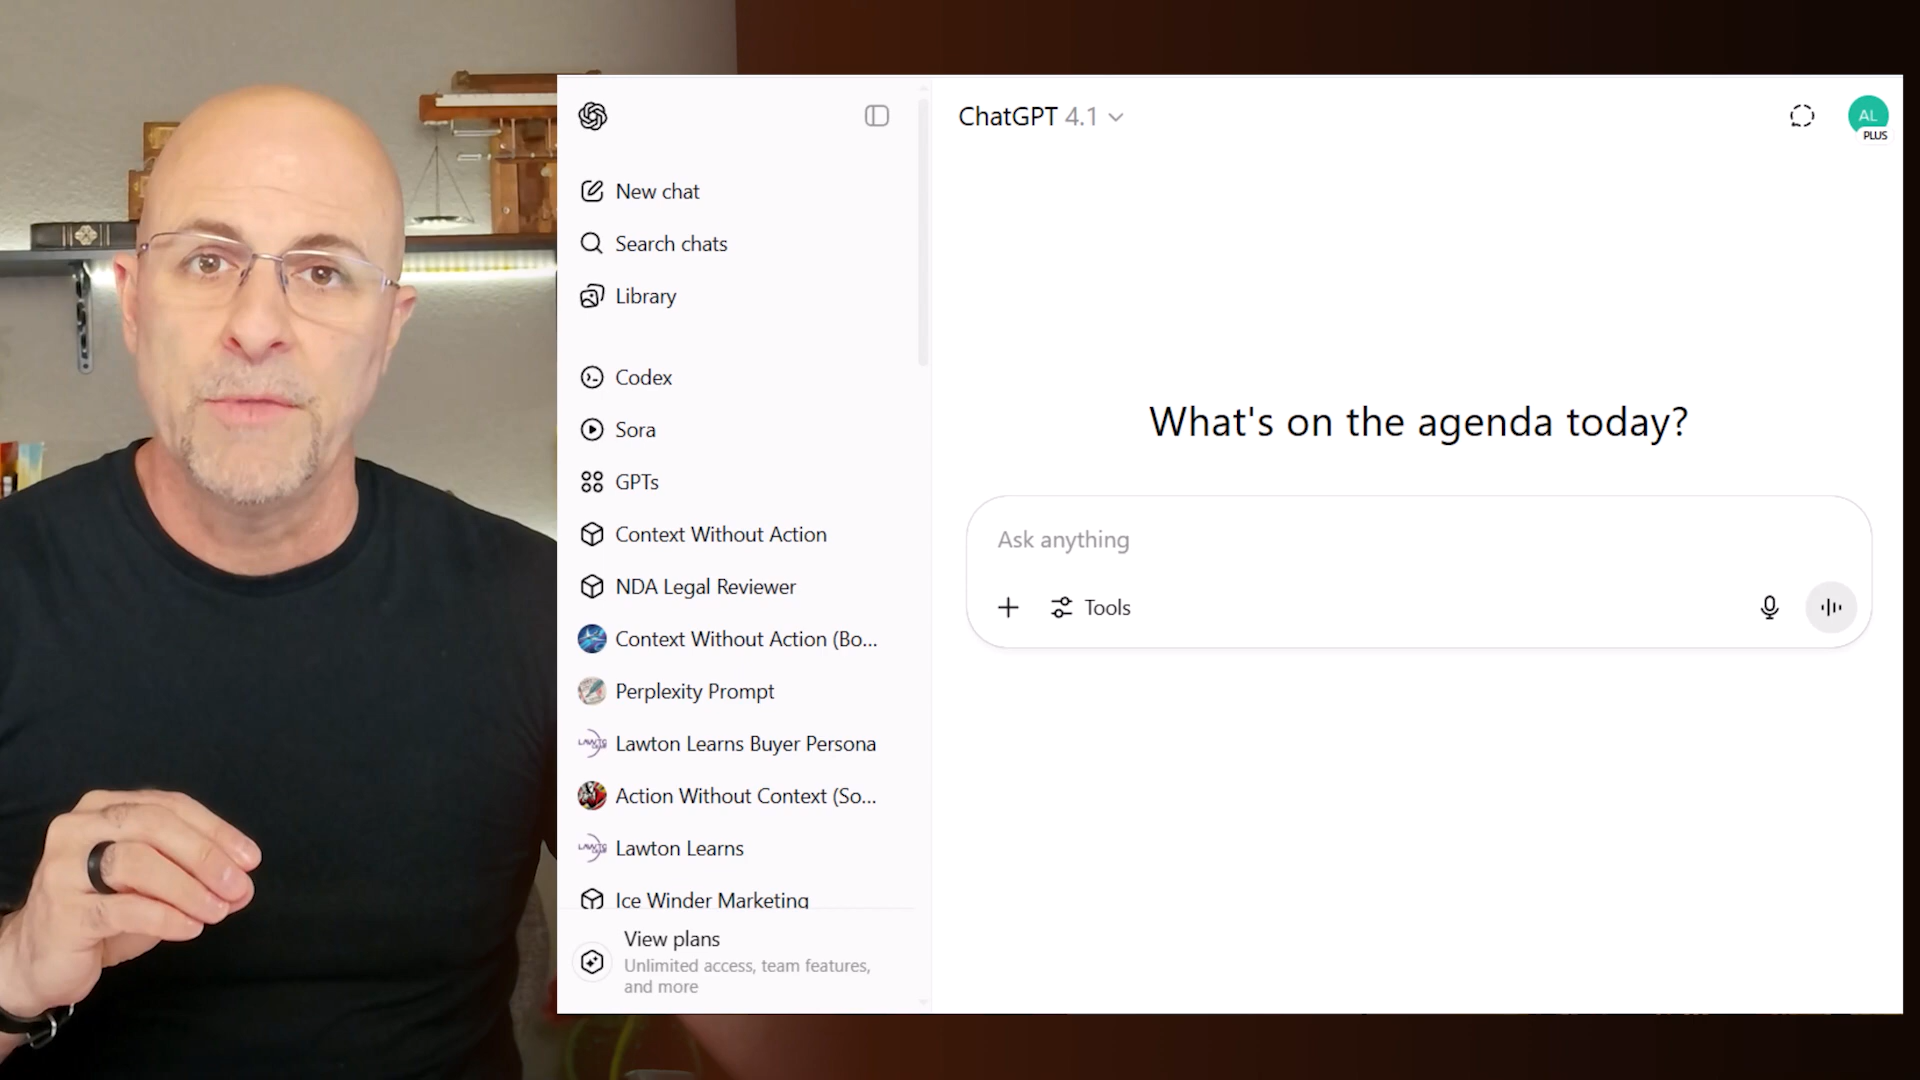 ChatGPT 4.1
AL
PLUS
New chat
Search chats
Library
Codex
Sora
GPTs
Context Without Action
NDA Legal Reviewer
Context Without Action (Bo...
Perplexity Prompt
Lawton Learns Buyer Persona
Action Without Context (So...
Lawton Learns
Ice Winder Marketing
View plans
Unlimited access, team features,
and more
What's on the agenda today?
Ask anything
Tools